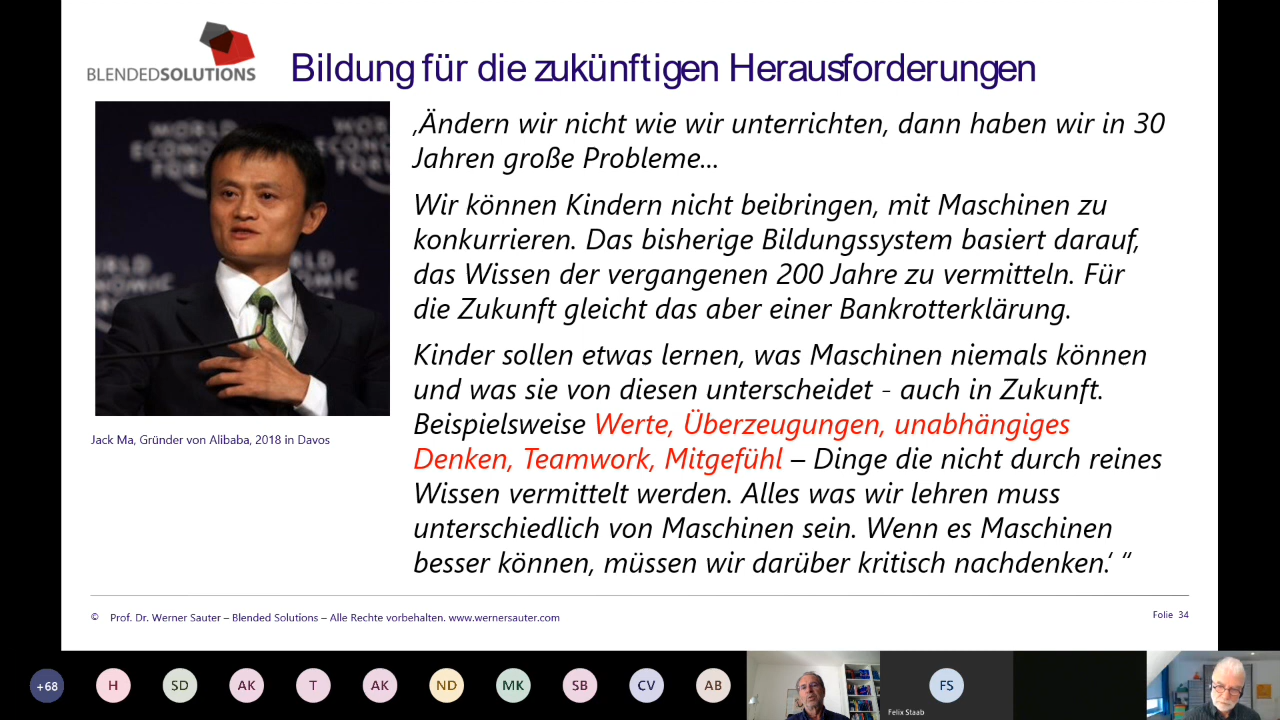 BLENDEDSOLUTIONS
Bildung für die zukünftigen Herausforderungen
WORLD
ECONOMIC
FORUM
‚Ändern wir nicht wie wir unterrichten, dann haben wir in 30
Jahren große Probleme...
Wir können Kindern nicht beibringen, mit Maschinen zu
konkurrieren. Das bisherige Bildungssystem basiert darauf,
das Wissen der vergangenen 200 Jahre zu vermitteln. Für
die Zukunft gleicht das aber einer Bankrotterklärung.
Kinder sollen etwas lernen, was Maschinen niemals können
und was sie von diesen unterscheidet - auch in Zukunft.
Beispielsweise Werte, Überzeugungen, unabhängiges
Denken, Teamwork, Mitgefühl – Dinge die nicht durch reines
Wissen vermittelt werden. Alles was wir lehren muss
unterschiedlich von Maschinen sein. Wenn es Maschinen
besser können, müssen wir darüber kritisch nachdenken.‘ “
Jack Ma, Gründer von Alibaba, 2018 in Davos
© Prof. Dr. Werner Sauter – Blended Solutions – Alle Rechte vorbehalten. www.wernersauter.com
Folie 34
+68 H SD AK T AK ND MK SB CV AB FS
Felix Staab